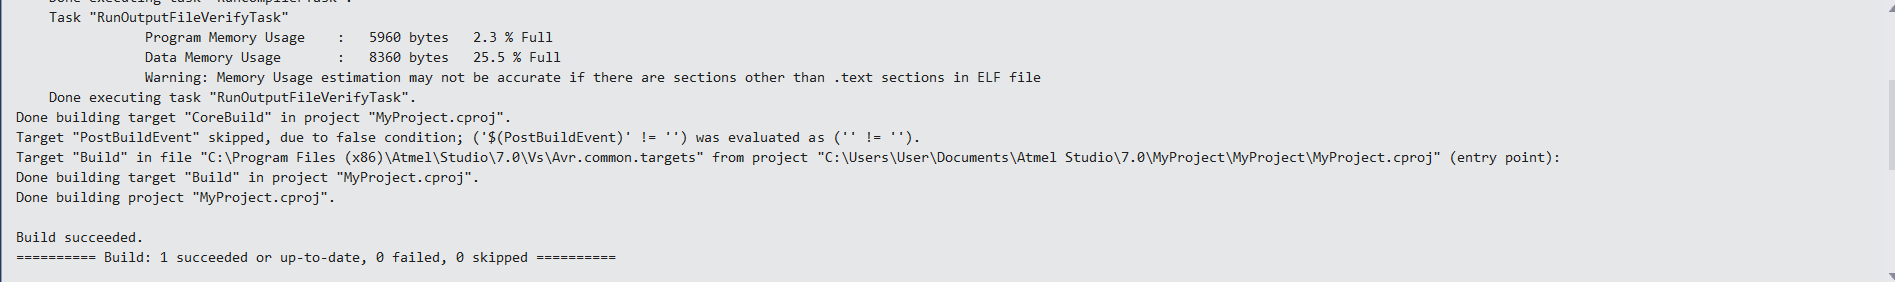 Done executing task "RunCompilerTask".
Task "RunOutputFileVerifyTask"
Program Memory Usage : 5960 bytes 2.3 % Full
Data Memory Usage : 8360 bytes 25.5 % Full
Warning: Memory Usage estimation may not be accurate if there are sections other than .text sections in ELF file
Done executing task "RunOutputFileVerifyTask".
Done building target "CoreBuild" in project "MyProject.cproj".
Target "PostBuildEvent" skipped, due to false condition; ('$(PostBuildEvent)' != '') was evaluated as ('' != '').
Target "Build" in file "C:\Program Files (x86)\Atmel\Studio\7.0\Vs\Avr.common.targets" from project "C:\Users\User\Documents\Atmel Studio\7.0\MyProject\MyProject\MyProject.cproj" (entry point):
Done building target "Build" in project "MyProject.cproj".
Done building project "MyProject.cproj".
Build succeeded.
========== Build: 1 succeeded or up-to-date, 0 failed, 0 skipped ==========